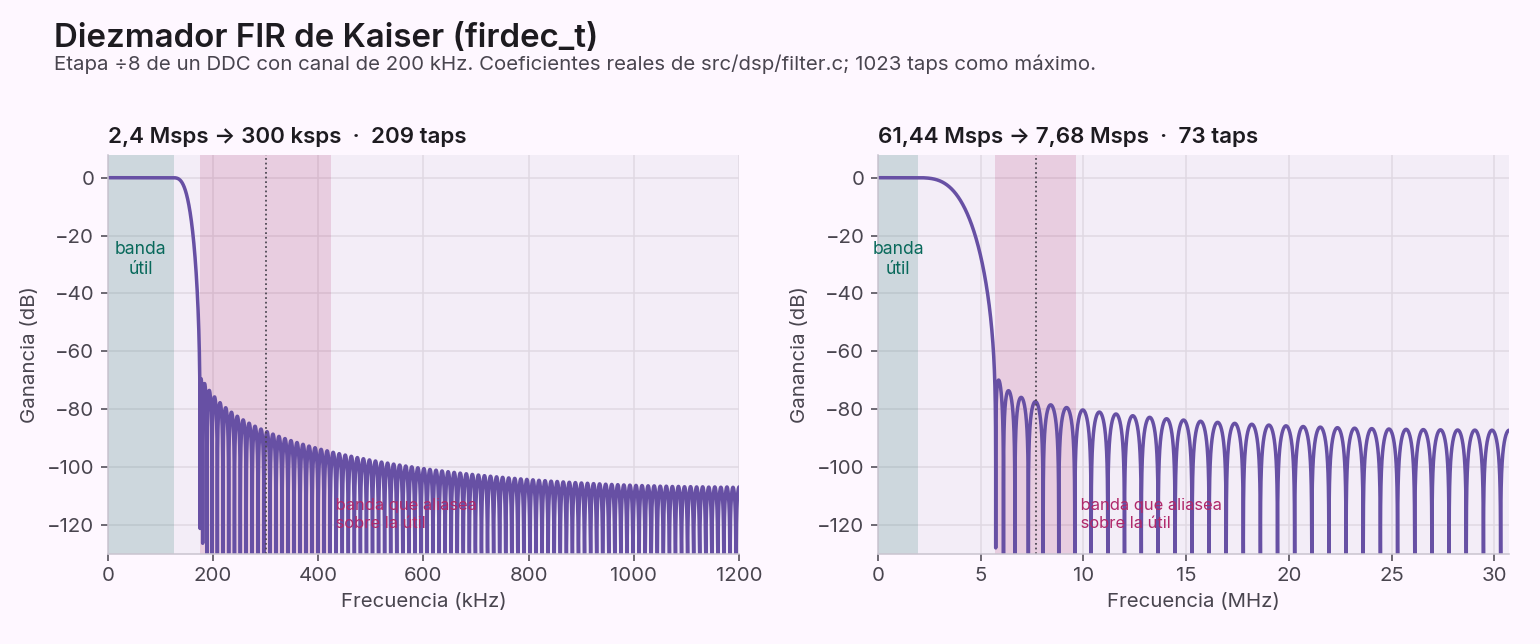 Diezmador FIR de Kaiser (firdec_t)
Etapa ÷8 de un DDC con canal de 200 kHz. Coeficientes reales de src/dsp/filter.c; 1023 taps como máximo.
2,4 Msps → 300 ksps · 209 taps
0
−20
−40
−60
−80
−100
−120
Ganancia (dB)
banda
útil
banda que aliasea
sobre la útil
0 200 400 600 800 1000 1200
Frecuencia (kHz)
61,44 Msps → 7,68 Msps · 73 taps
0
−20
−40
−60
−80
−100
−120
Ganancia (dB)
banda
útil
banda que aliasea
sobre la útil
0 5 10 15 20 25 30
Frecuencia (MHz)